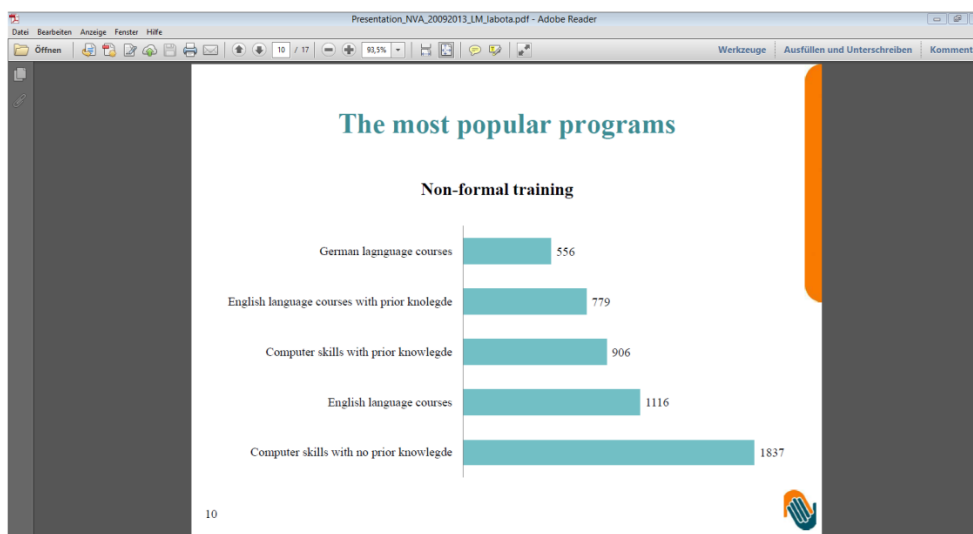 Presentation_NVA_20092013_LM_labota.pdf - Adobe Reader
Datei Bearbeiten Anzeige Fenster Hilfe
Öffnen 10 / 17 93,5% Werkzeuge Ausfüllen und Unterschreiben Komment
The most popular programs
Non-formal training
German lagnguage courses 556
English language courses with prior knolegde 779
Computer skills with prior knowlegde 906
English language courses 1116
Computer skills with no prior knowlegde 1837
10